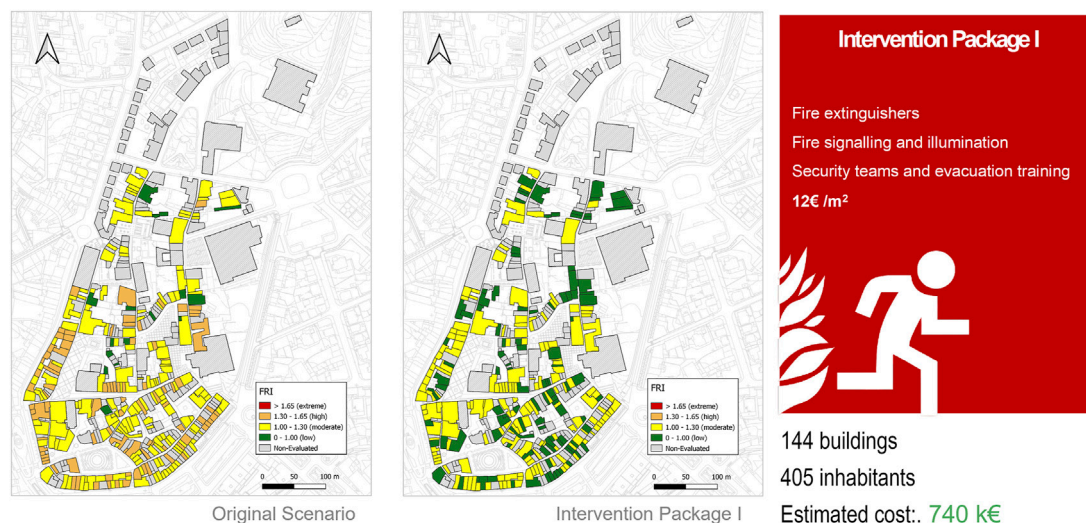 FRI
> 1.65 (extreme)
1.30 - 1.65 (high)
1.00 - 1.30 (moderate)
0 - 1.00 (low)
Non-Evaluated
0 50 100 m
Original Scenario
FRI
> 1.65 (extreme)
1.30 - 1.65 (high)
1.00 - 1.30 (moderate)
0 - 1.00 (low)
Non-Evaluated
0 50 100 m
Intervention Package I
Intervention Package I
Fire extinguishers
Fire signalling and illumination
Security teams and evacuation training
12€ /m²
144 buildings
405 inhabitants
Estimated cost:. 740 k€